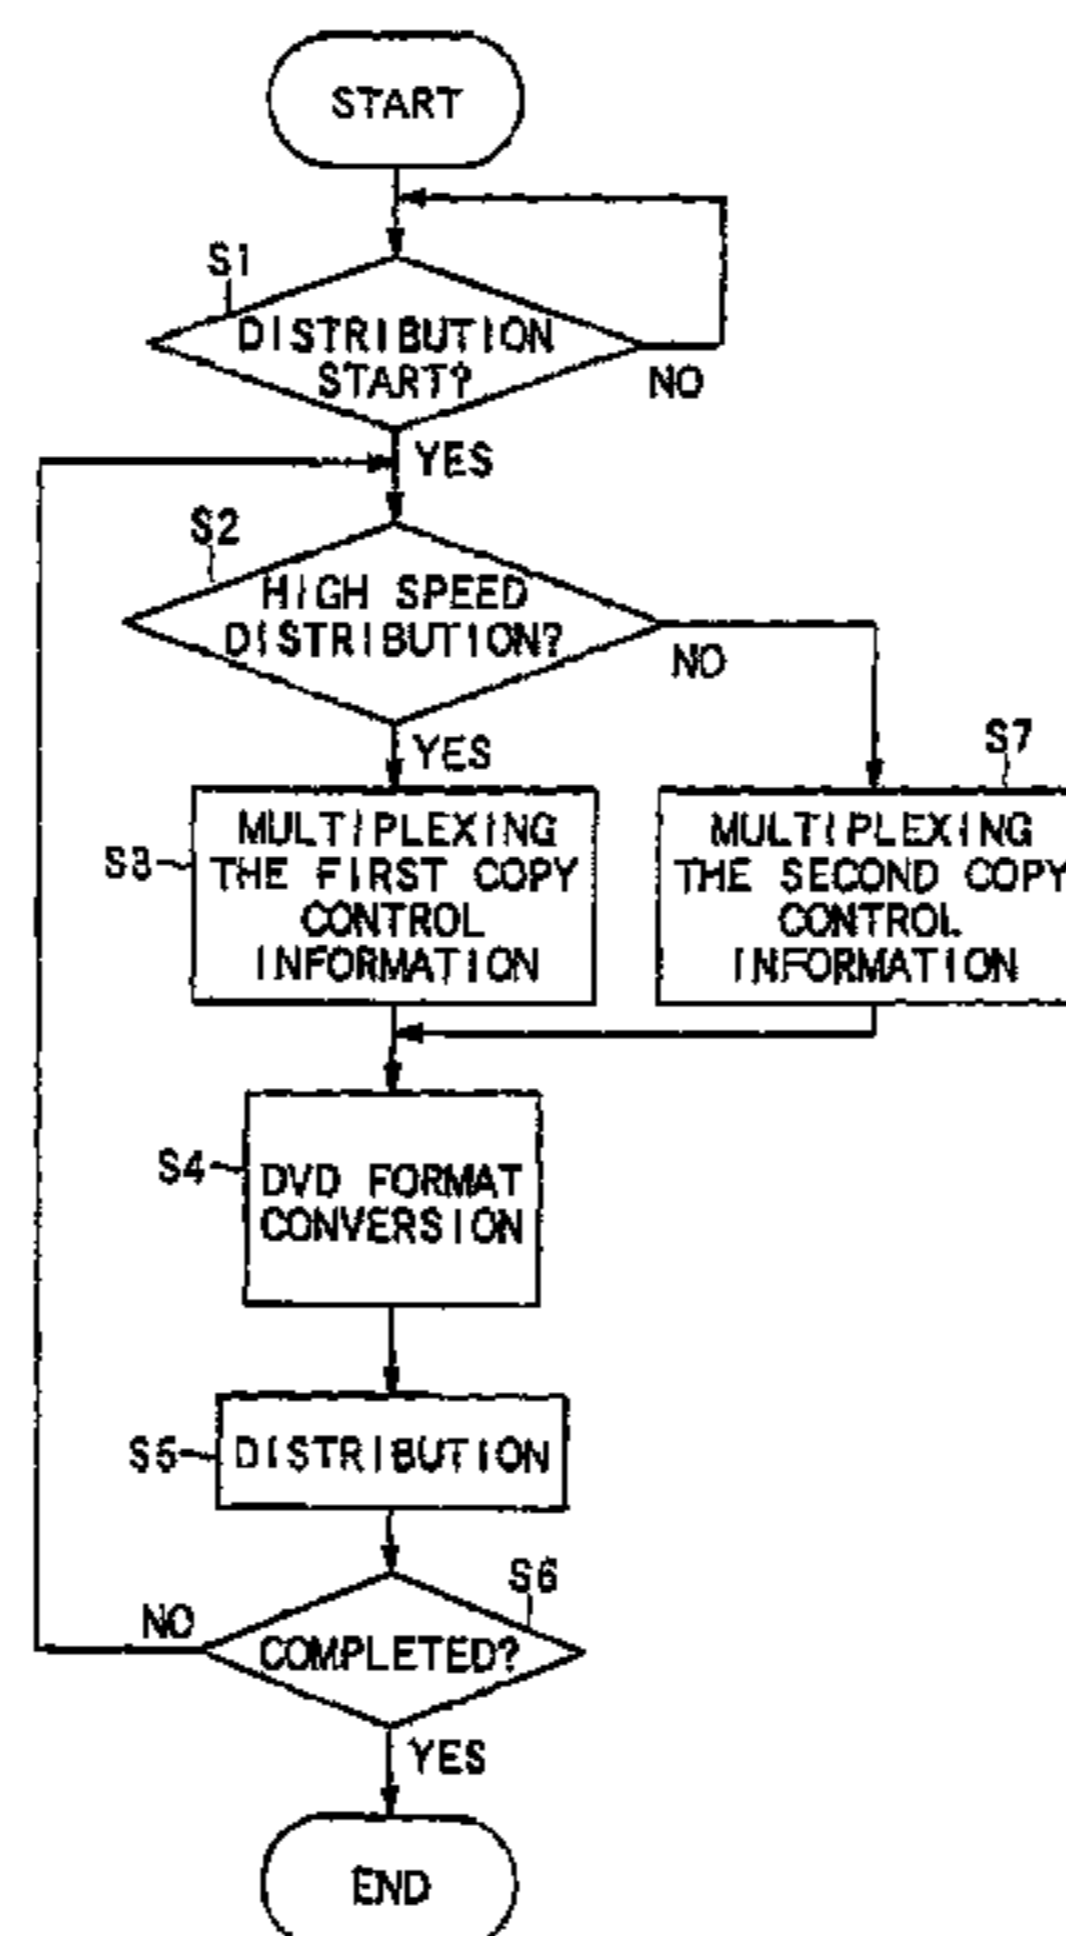 START
S1
DISTRIBUTION
START?
NO
YES
S2
HIGH SPEED
DISTRIBUTION?
NO
YES
S7
S3
MULTIPLEXING
THE FIRST COPY
CONTROL
INFORMATION
MULTIPLEXING
THE SECOND COPY
CONTROL
INFORMATION
S4
DVD FORMAT
CONVERSION
S5
DISTRIBUTION
S6
NO
COMPLETED?
YES
END